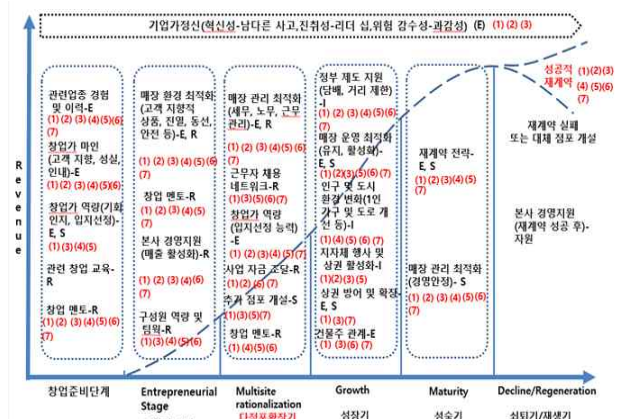 기업가정신(혁신성-남다른 사고,진취성-리더 십,위험 감수성-과감성) (E) (1) (2) (3)
Revenue
관련업종 경험
및 이력-E
(1)(2)(3)(4)(5)(6)
(7)
창업가 마인
(고객 지향, 성실,
인내)-E
(1)(2)(3)(4)(5)(6)
창업가 역량(기회
인지, 입지선정)-
E, S
(1)(3)(4)(5)
관련 창업 교육-
R
창업 멘토-R
(1)(2)(3)(4)(5)(6)
(7)
매장 환경 최적화
(고객 지향적
상품, 진열, 동선,
안전 등)-E, R
(1)(2)(3)(4)(5)(6)
(7)
창업 멘토-R
(1)(2)(3)(4)(5)
(7)
본사 경영지원
(매출 활성화)-R
(1)(2)(3)(4)(6)
(7)
구성원 역량 및
팀웍-R
(1)(3)(4)(5)(6)
매장 관리 최적화
(세무, 노무, 근무
관리)-E, R
(1)(2)(3)(4)(5)(6)
(7)
근무자 채용
네트워크-R
(1)(3)(5)(6)(7)
창업가 역량
(입지선정 능력)
-E
(1)(2)(3)(4)(5)(7)
사업 자금 조달-R
(1)(2)(6)(7)
추가 점포 개설-S
(1)(3)(5)(7)
창업 멘토-R
(1)(4)(5)(6)
정부 제도 지원
(담배, 거리 제한)
-I
(1)(2)(3)(4)(5)(6)
(7)
매장 운영 최적화
(유지, 활성화)-
E, S
(1)(2)(3)(5)(6)(7)
인구 및 도시
환경 변화(1인
가구 및 도로 개
선 등)-I
(1)(4)(5)(6)(7)
지자체 행사 및
상권 활성화-I
(1)(2)(3)(5)
상권 방어 및 확장-
E, S
(1)(3)(7)
건물주 관계-E
(1)(3)(6)(7)
재계약 전략-
E, S
(1)(2)(3)(4)(5)
(7)
매장 관리 최적화
(경영안정)- S
(1)(2)(3)(4)(5)(6)
(7)
성공적 (1)(2)(3)
재계약 (4)(5)(6)
(7)
재계약 실패
또는 대체 점포 개설
본사 경영지원
(재계약 성공 후)-
자원
창업준비단계
Entrepreneurial
Stage
Multisite
rationalization
다점포확장기
Growth
성장기
Maturity
성숙기
Decline/Regeneration
쇠퇴기/재생기